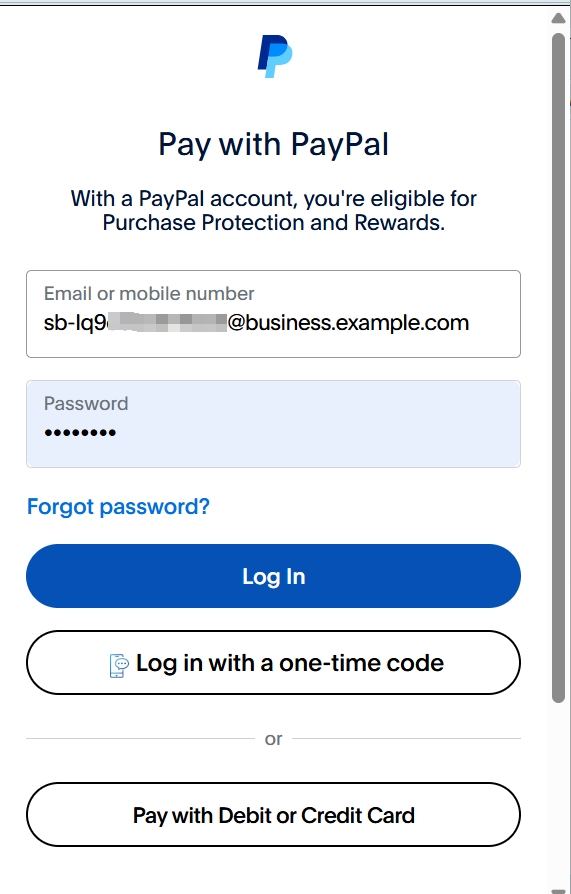 Pay with PayPal
With a PayPal account, you're eligible for
Purchase Protection and Rewards.
Email or mobile number
sb-lq9 @business.example.com
Password
••••••••
Forgot password?
Log In
Log in with a one-time code
or
Pay with Debit or Credit Card